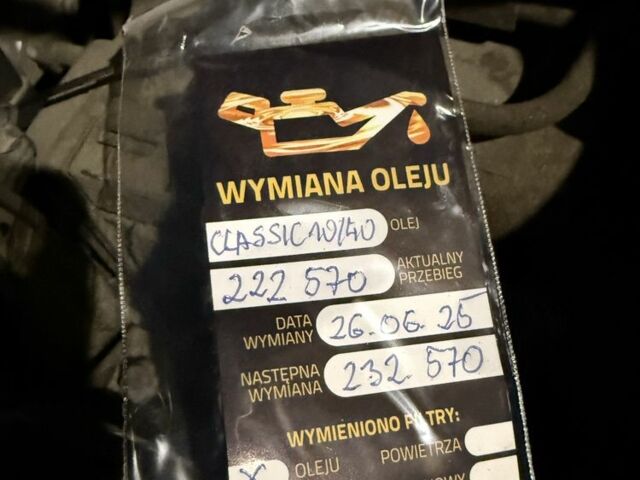 WYMIANA OLEJU
CLASSIC 10/40 OLEJ
222 570 AKTUALNY PRZEBIEG
DATA WYMIANY 26.06.25
NASTĘPNA WYMIANA 232 570
WYMIENIONO FILTRY:
X OLEJU POWIETRZA